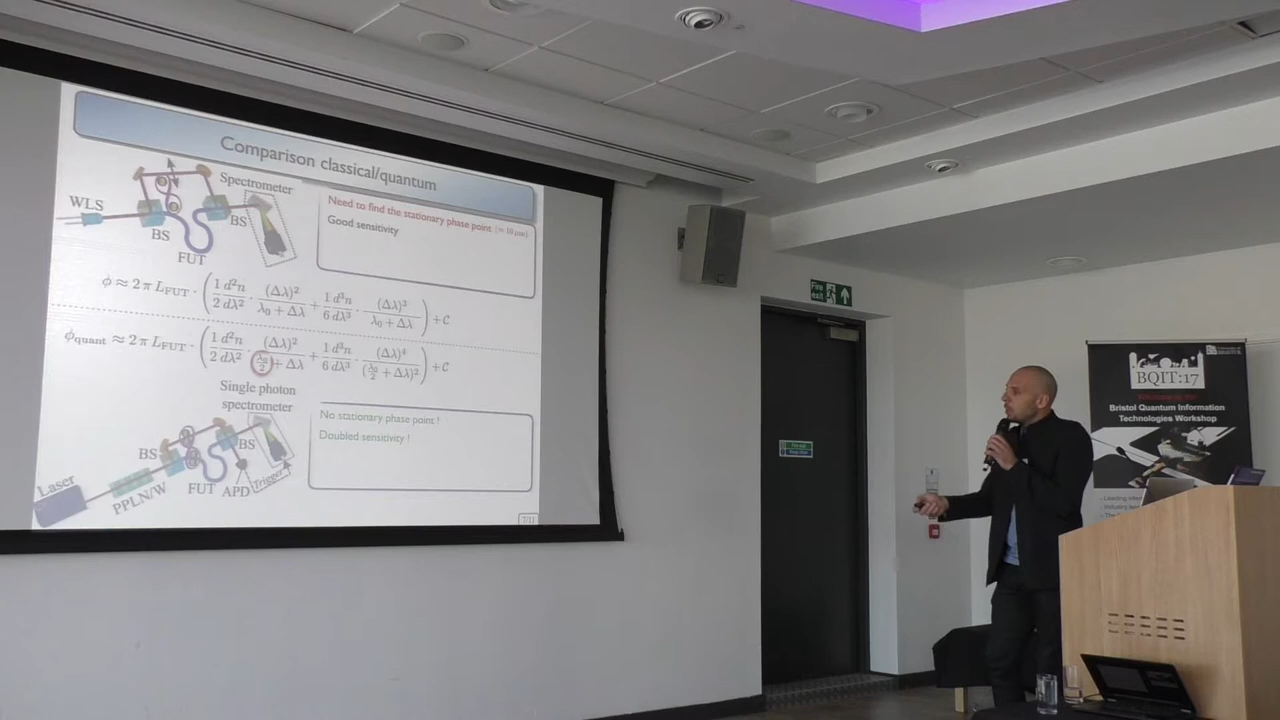 Comparison classical/quantum
WLS
BS
FUT
BS
Spectrometer
Need to find the stationary phase point
Good sensitivity
ϕ ≈ 2π L_FUT · (1/2 d²n/dλ² · (Δλ)²/(λ₀ + Δλ) + 1/6 d³n/dλ³ · (Δλ)³/(λ₀ + Δλ)) + C
ϕ_quant ≈ 2π L_FUT · (1/2 d²n/dλ² · (Δλ)²/(λ₀/2 + Δλ) + 1/6 d³n/dλ³ · (Δλ)⁴/(λ₀/2 + Δλ)²) + C
Single photon
spectrometer
No stationary phase point !
Doubled sensitivity !
Laser
PPLN/W
BS
FUT
BS
APD
Trigger
7/13
Fire
exit
BQIT:17
Bristol Quantum Information
Technologies Workshop